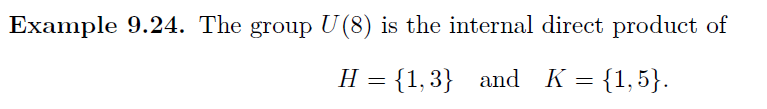 Example 9.24. The group U(8) is the internal direct product of
H = {1, 3} and K = {1, 5}.